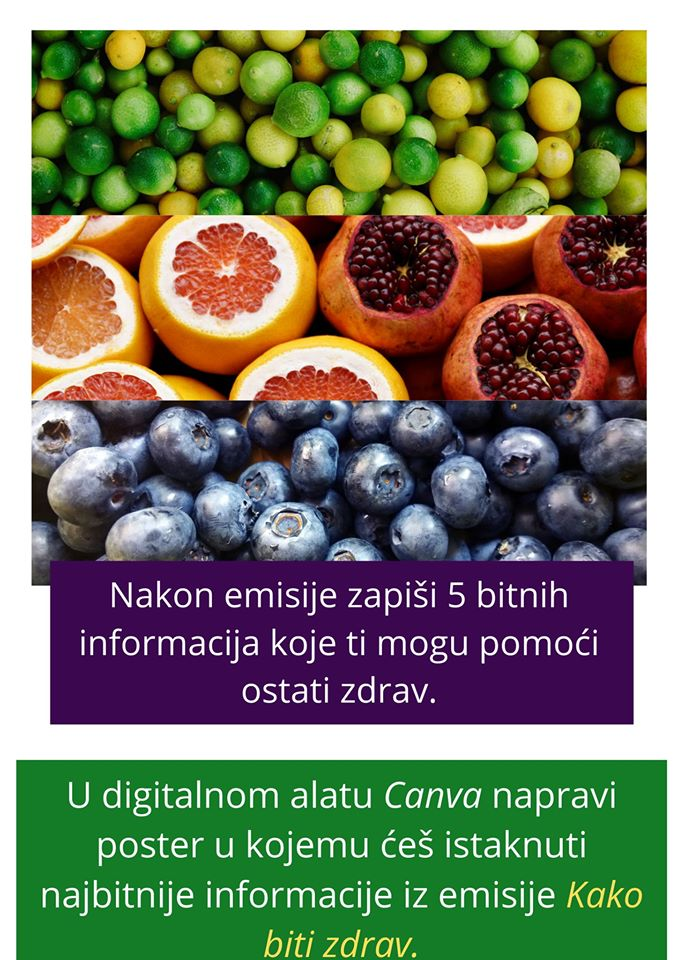 Nakon emisije zapiši 5 bitnih
informacija koje ti mogu pomoći
ostati zdrav.
U digitalnom alatu Canva napravi
poster u kojemu ćeš istaknuti
najbitnije informacije iz emisije Kako
biti zdrav.